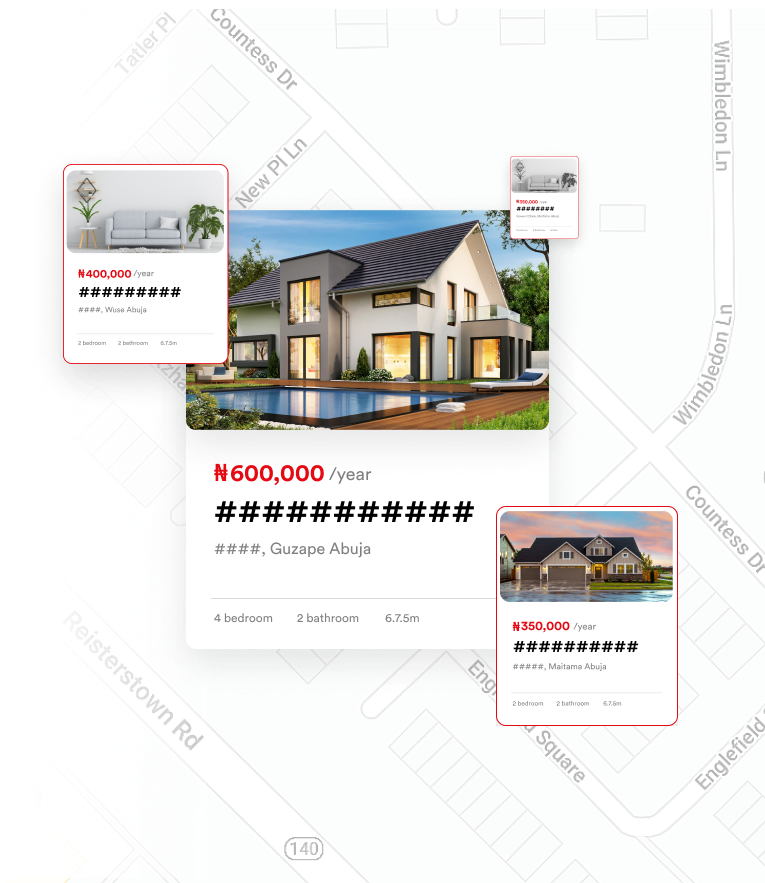 Tatler Pl
Countess Dr
Wimbledon Ln
New Pl Ln
₦400,000 /year
#########
####, Wuse Abuja
2 bedroom 2 bathroom 6.7.5m
₦350,000 /year
########
Maitama Abuja
Wimbledon Ln
₦600,000 /year
###########
####, Guzape Abuja
4 bedroom 2 bathroom 6.7.5m
Countess Dr
₦350,000 /year
##########
#####, Maitama Abuja
2 bedroom 2 bathroom 6.7.5m
Reisterstown Rd
Square
Englefield
140